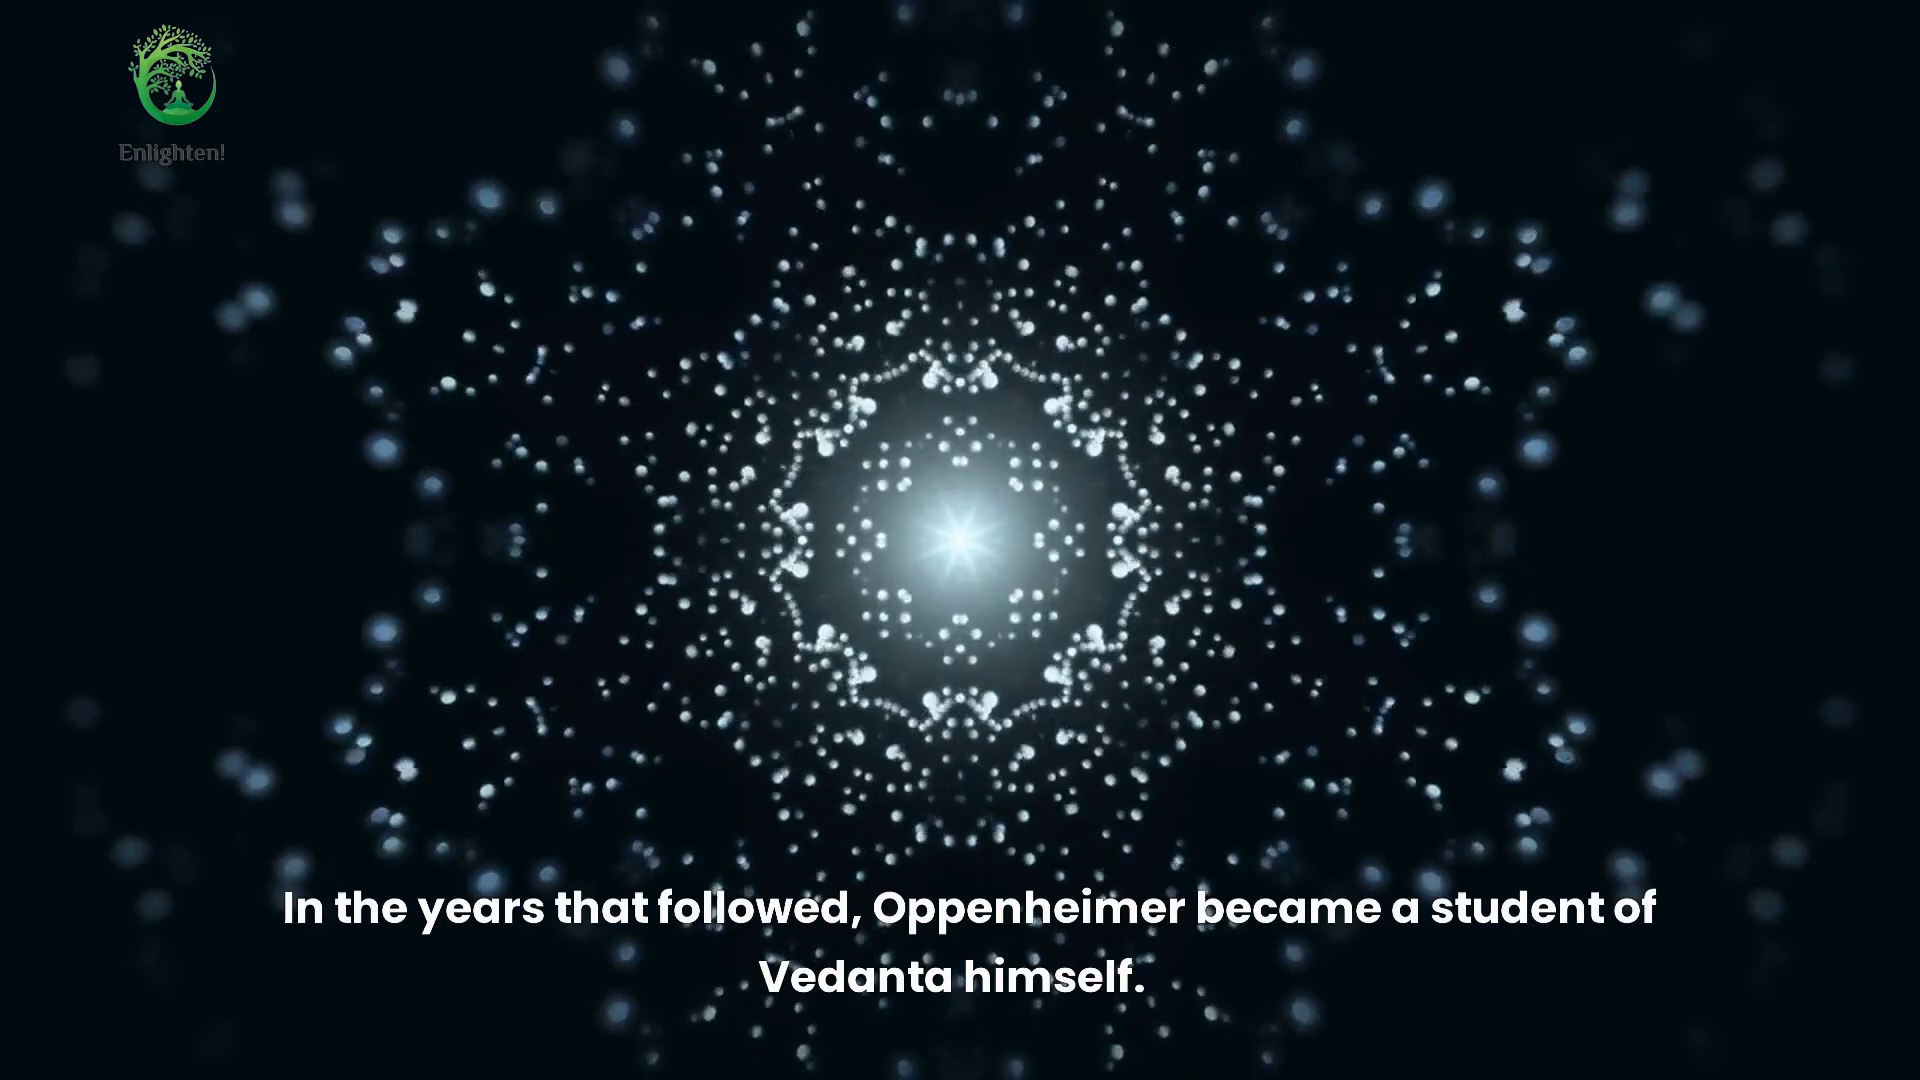 Enlighten!
In the years that followed, Oppenheimer became a student of
Vedanta himself.